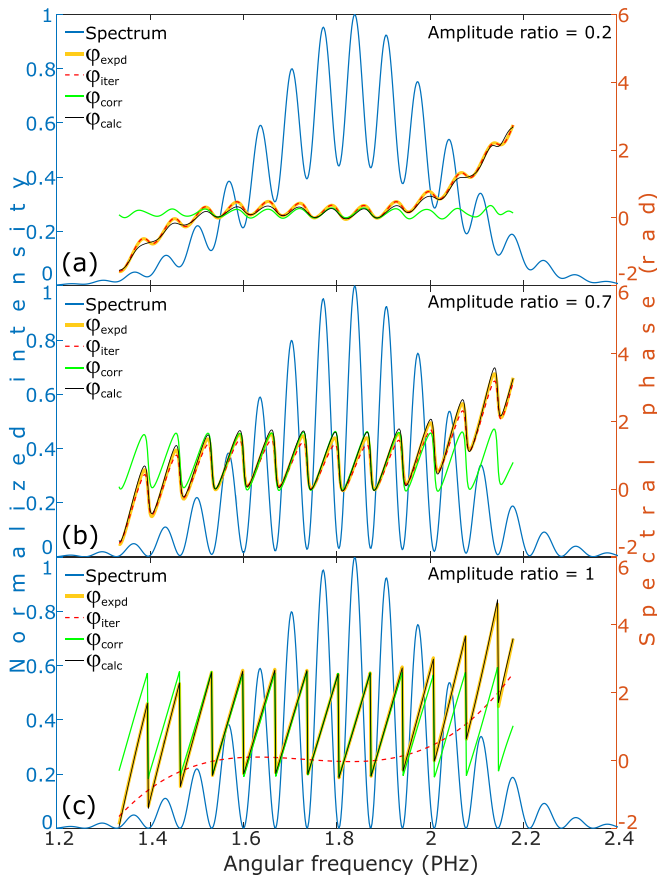 Spectrum
φexpd
φiter
φcorr
φcalc
Amplitude ratio = 0.2
1
0.8
0.6
0.4
0.2
0
6
4
2
0
-2
(a)
Spectrum
φexpd
φiter
φcorr
φcalc
Amplitude ratio = 0.7
1
0.8
0.6
0.4
0.2
0
6
4
2
0
-2
(b)
Spectrum
φexpd
φiter
φcorr
φcalc
Amplitude ratio = 1
1
0.8
0.6
0.4
0.2
0
6
4
2
0
-2
(c)
Normalized intensity
Spectral phase (rad)
1.2 1.4 1.6 1.8 2 2.2 2.4
Angular frequency (PHz)